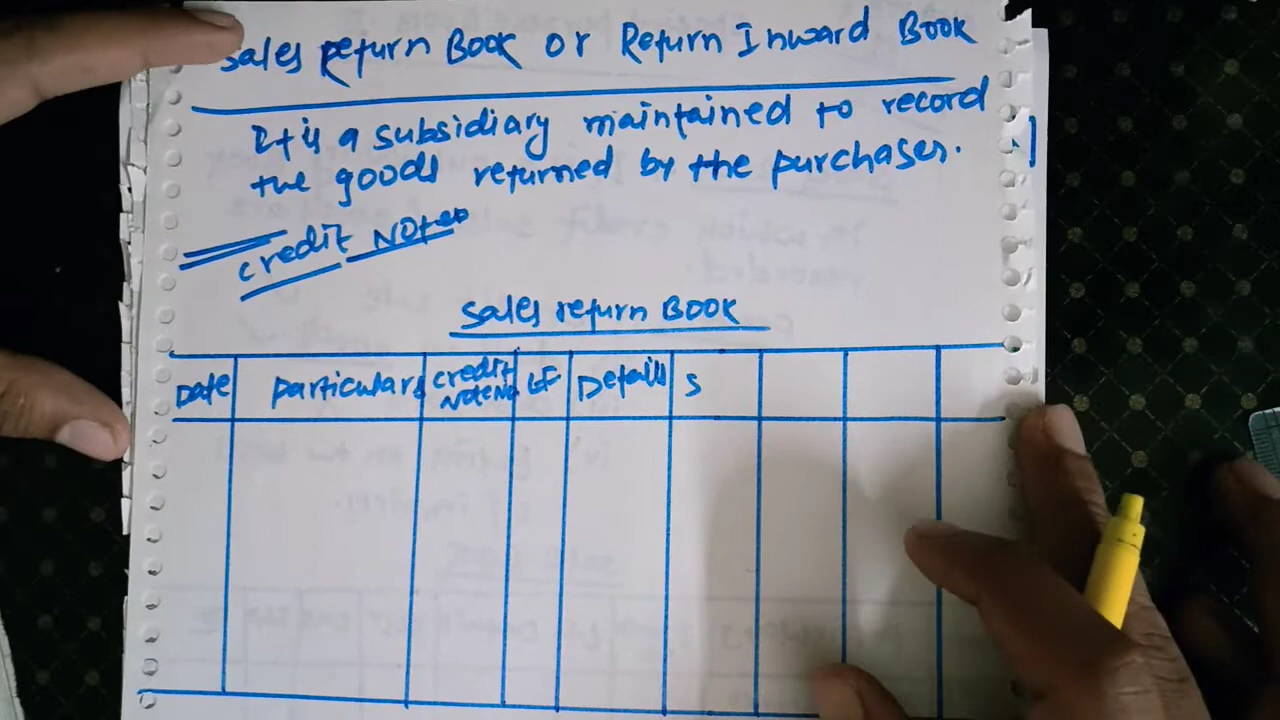 Sales Return Book or Return Inward Book
It is a subsidiary maintained to record
the goods returned by the purchases.
credit Notes
Sales return Book
Date particulars credit Note No LF Details S